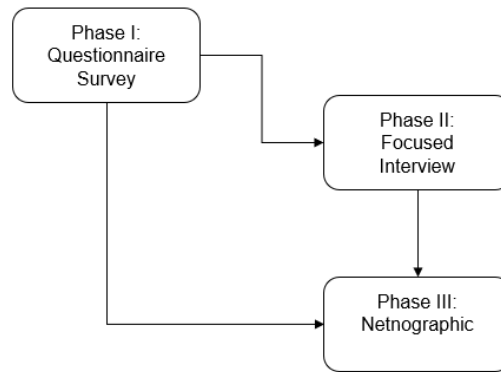 Phase I:
Questionnaire
Survey
Phase II:
Focused
Interview
Phase III:
Netnographic